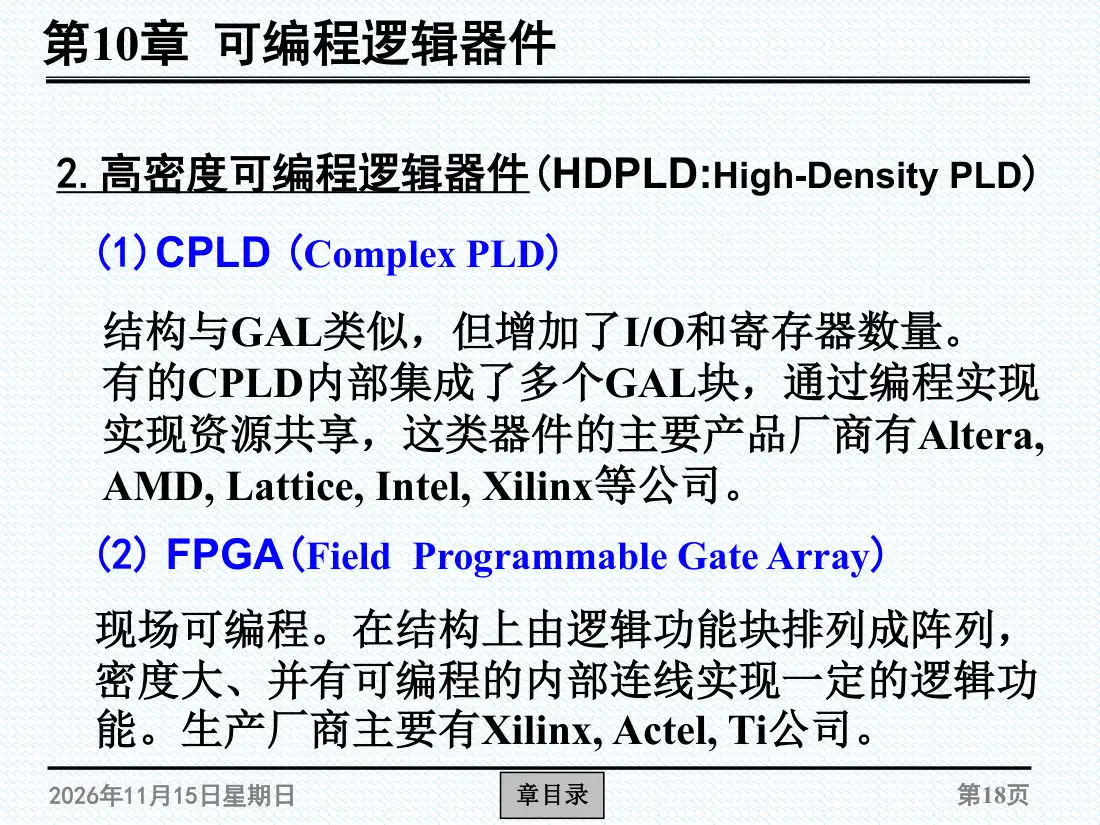 第10章 可编程逻辑器件
2.高密度可编程逻辑器件(HDPLD:High-Density PLD)
(1)CPLD (Complex PLD)
结构与GAL类似，但增加了I/O和寄存器数量。
有的CPLD内部集成了多个GAL块，通过编程实现
实现资源共享，这类器件的主要产品厂商有Altera,
AMD, Lattice, Intel, Xilinx等公司。
(2) FPGA(Field Programmable Gate Array)
现场可编程。在结构上由逻辑功能块排列成阵列，
密度大、并有可编程的内部连线实现一定的逻辑功
能。生产厂商主要有Xilinx, Actel, Ti公司。
2026年11月15日星期日
章目录
第18页